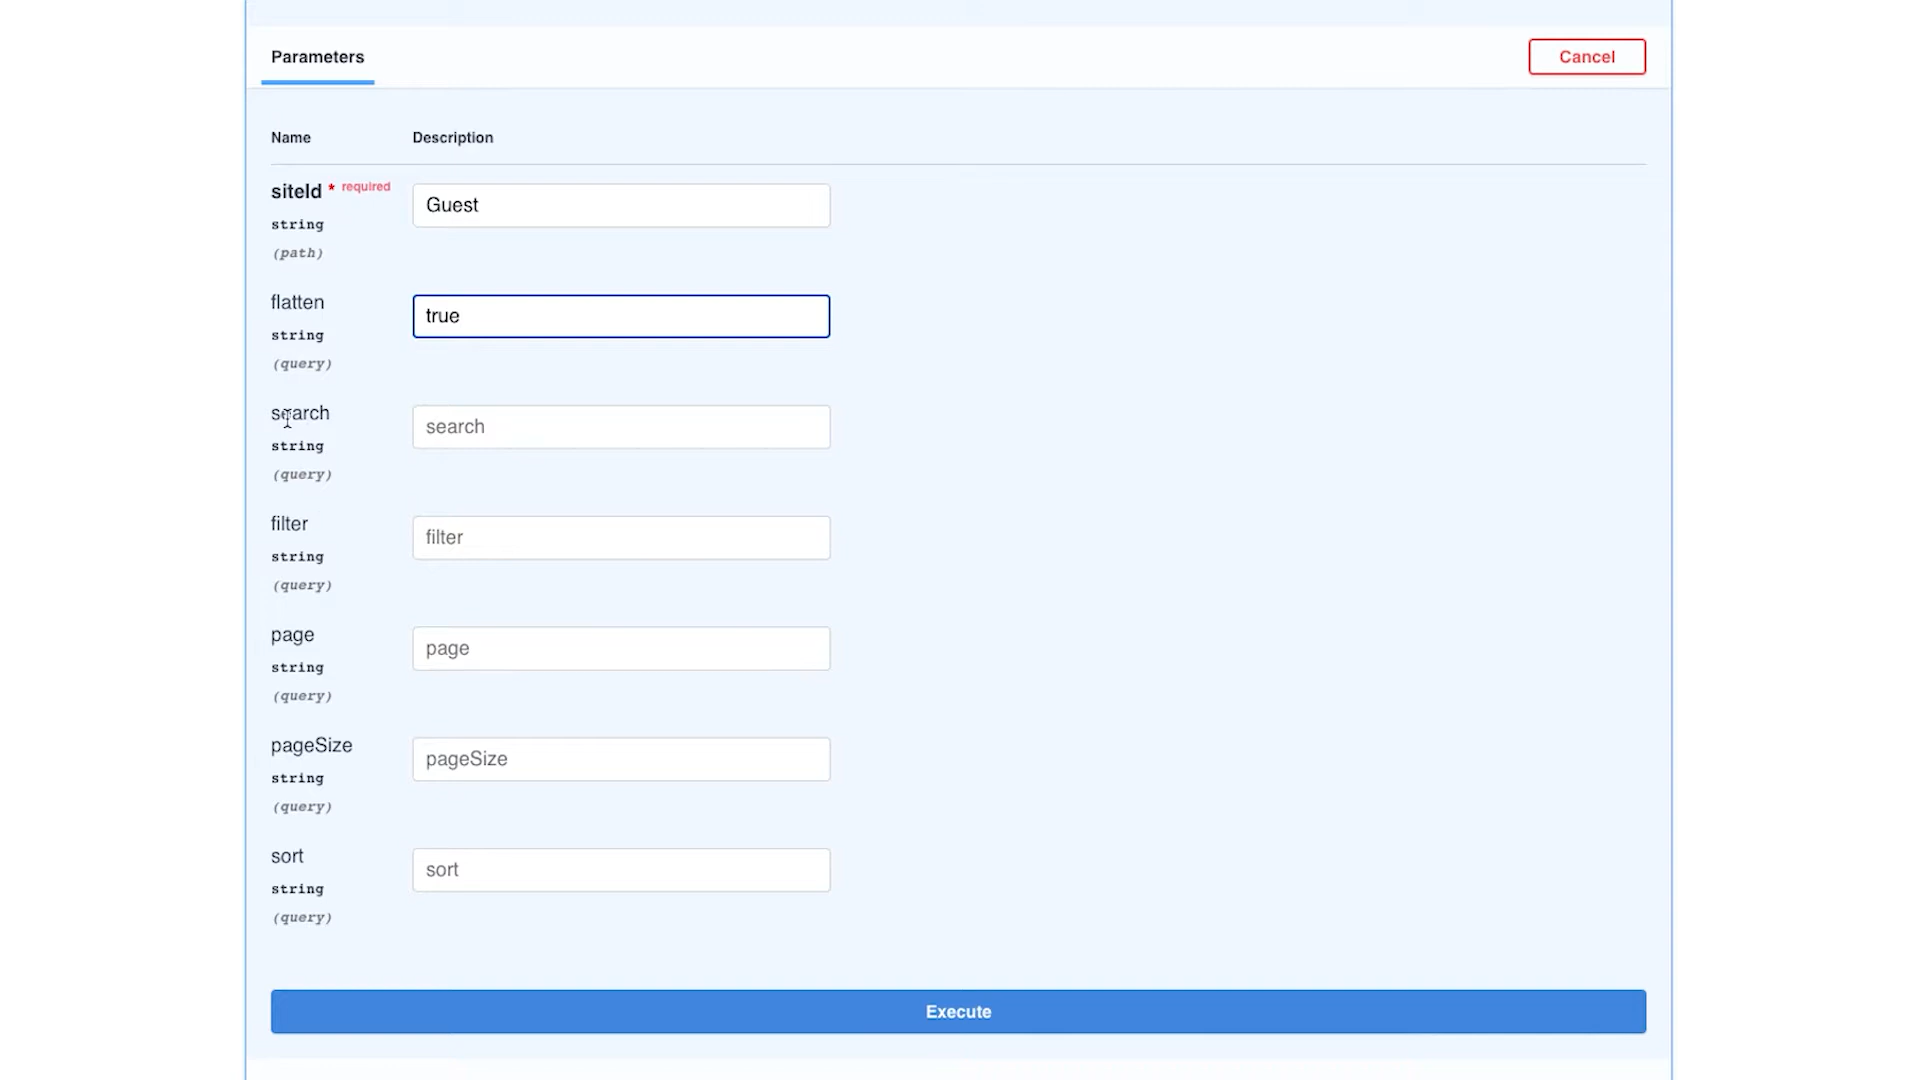 Parameters
Cancel
Name Description
siteId * required
Guest
string
(path)
flatten
true
string
(query)
search
search
string
(query)
filter
filter
string
(query)
page
page
string
(query)
pageSize
pageSize
string
(query)
sort
sort
string
(query)
Execute